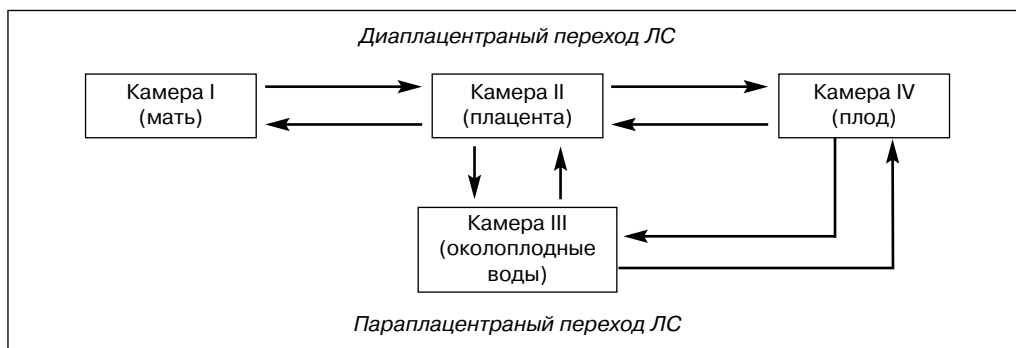 Диаплацентраный переход ЛС
Камера I
(мать)
Камера II
(плацента)
Камера IV
(плод)
Камера III
(околоплодные
воды)
Параплацентраный переход ЛС